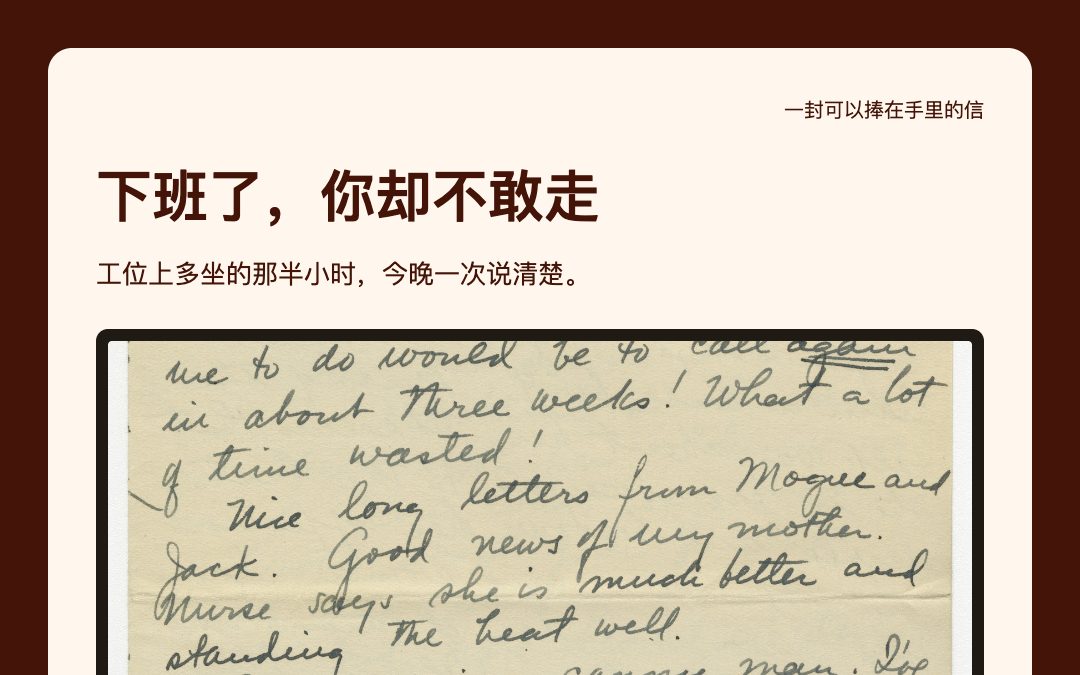 一封可以捧在手里的信
下班了，你却不敢走
工位上多坐的那半小时，今晚一次说清楚。
me to do would be to call again
in about three weeks! What a lot
of time wasted!
Nice long letters from Mogue and
Jack. Good news of my mother.
Nurse says she is much better and
standing the heat well.
canny man. I've